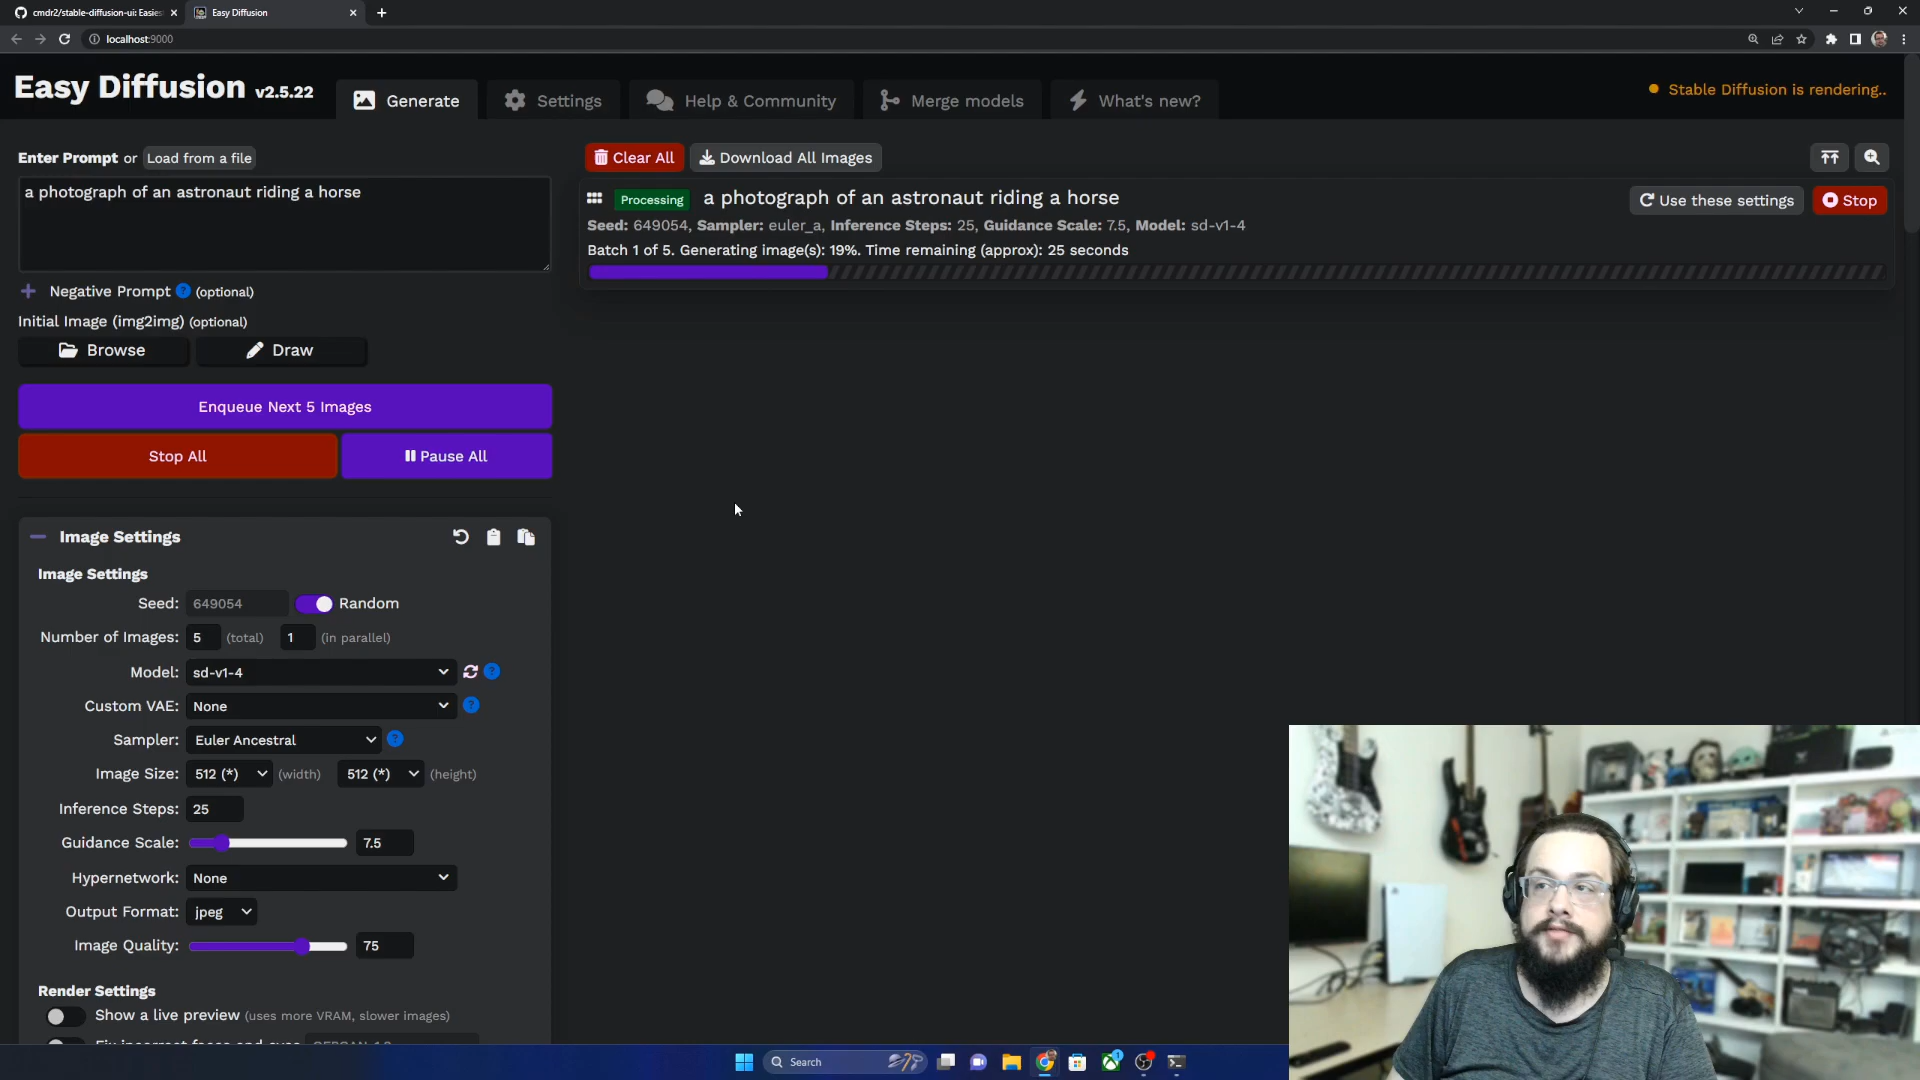 cmdr2/stable-diffusion-ui: Easies
Easy Diffusion
localhost:9000
Easy Diffusion v2.5.22
Generate
Settings
Help & Community
Merge models
What's new?
Stable Diffusion is rendering..
Enter Prompt or Load from a file
a photograph of an astronaut riding a horse
Negative Prompt ? (optional)
Initial Image (img2img) (optional)
Browse
Draw
Enqueue Next 5 Images
Stop All
Pause All
Clear All
Download All Images
Processing a photograph of an astronaut riding a horse
Use these settings
Stop
Seed: 649054, Sampler: euler_a, Inference Steps: 25, Guidance Scale: 7.5, Model: sd-v1-4
Batch 1 of 5. Generating image(s): 19%. Time remaining (approx): 25 seconds
Image Settings
Image Settings
Seed: 649054 Random
Number of Images: 5 (total) 1 (in parallel)
Model: sd-v1-4 ?
Custom VAE: None ?
Sampler: Euler Ancestral ?
Image Size: 512 (*) (width) 512 (*) (height)
Inference Steps: 25
Guidance Scale: 7.5
Hypernetwork: None
Output Format: jpeg
Image Quality: 75
Render Settings
Show a live preview (uses more VRAM, slower images)
Search
1